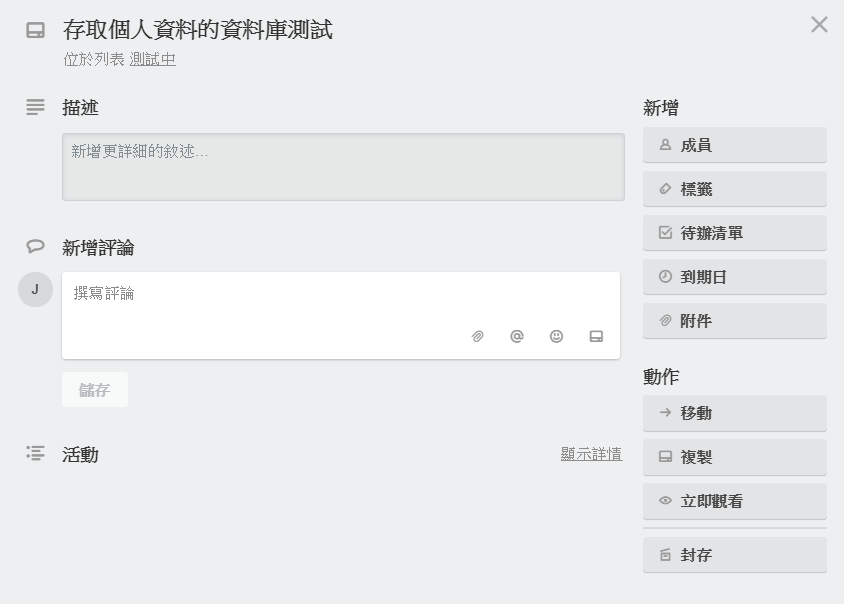 存取個人資料的資料庫測試
位於列表 測試中
描述
新增更詳細的敘述…
新增評論
J
撰寫評論
儲存
活動
顯示詳情
新增
成員
標籤
待辦清單
到期日
附件
動作
移動
複製
立即觀看
封存